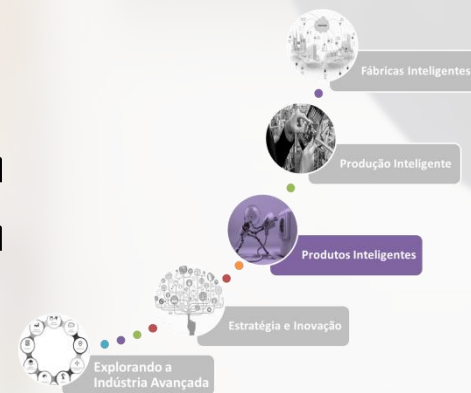 Fábricas Inteligentes
Produção Inteligente
Produtos Inteligentes
Estratégia e Inovação
Explorando a
Indústria Avançada